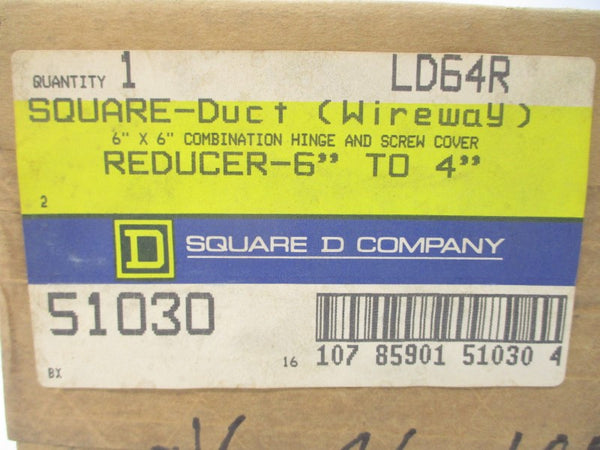 QUANTITY 1 LD64R
SQUARE-Duct (Wireway)
6" X 6" COMBINATION HINGE AND SCREW COVER
REDUCER-6" TO 4"
2
D SQUARE D COMPANY
51030
16 107 85901 51030 4
BX